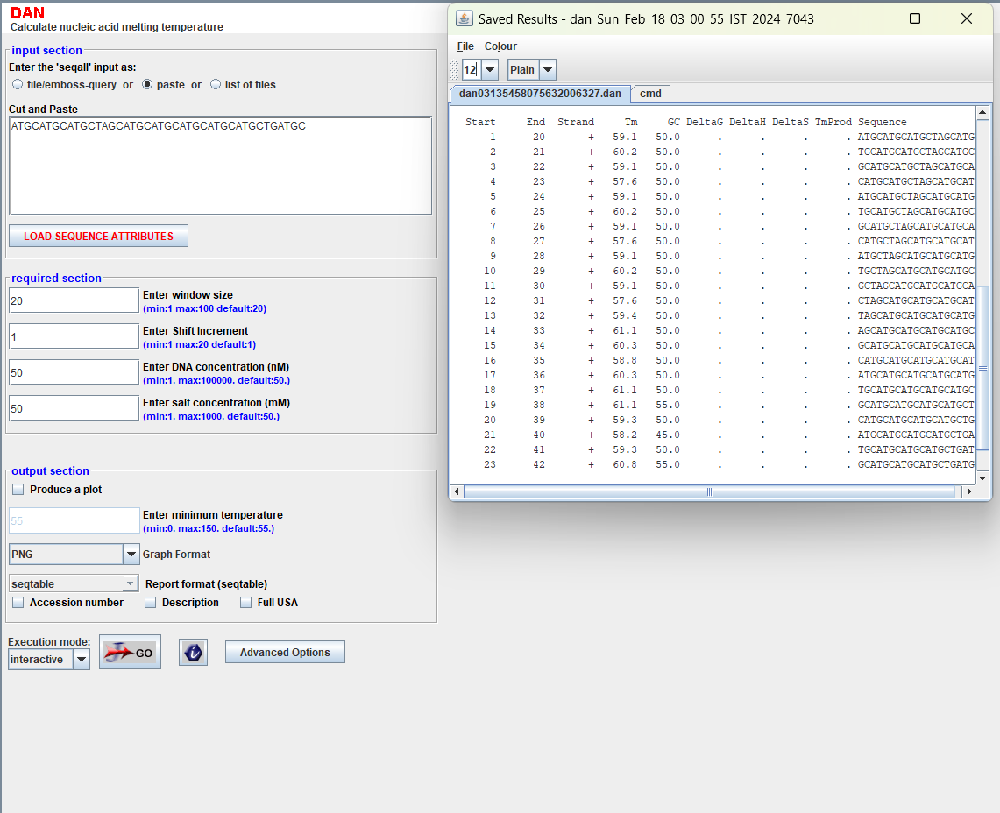 DAN
Calculate nucleic acid melting temperature
input section
Enter the 'seqall' input as:
file/emboss-query or paste or list of files
Cut and Paste
ATGCATGCATGCTAGCATGCATGCATGCATGCATGCTGATGC
LOAD SEQUENCE ATTRIBUTES
required section
20 Enter window size
(min:1 max:100 default:20)
1 Enter Shift Increment
(min:1 max:20 default:1)
50 Enter DNA concentration (nM)
(min:1. max:100000. default:50.)
50 Enter salt concentration (mM)
(min:1. max:1000. default:50.)
output section
Produce a plot
55 Enter minimum temperature
(min:0. max:150. default:55.)
PNG Graph Format
seqtable Report format (seqtable)
Accession number Description Full USA
Execution mode:
interactive GO i Advanced Options
Saved Results - dan_Sun_Feb_18_03_00_55_IST_2024_7043
File Colour
12 Plain
dan03135458075632006327.dan cmd
Start End Strand Tm GC DeltaG DeltaH DeltaS TmProd Sequence
1 20 + 59.1 50.0 . . . . ATGCATGCATGCTAGCATG
2 21 + 60.2 50.0 . . . . TGCATGCATGCTAGCATGC
3 22 + 59.1 50.0 . . . . GCATGCATGCTAGCATGCA
4 23 + 57.6 50.0 . . . . CATGCATGCTAGCATGCAT
5 24 + 59.1 50.0 . . . . ATGCATGCTAGCATGCATG
6 25 + 60.2 50.0 . . . . TGCATGCTAGCATGCATGC
7 26 + 59.1 50.0 . . . . GCATGCTAGCATGCATGCA
8 27 + 57.6 50.0 . . . . CATGCTAGCATGCATGCAT
9 28 + 59.1 50.0 . . . . ATGCTAGCATGCATGCATG
10 29 + 60.2 50.0 . . . . TGCTAGCATGCATGCATGC
11 30 + 59.1 50.0 . . . . GCTAGCATGCATGCATGCA
12 31 + 57.6 50.0 . . . . CTAGCATGCATGCATGCAT
13 32 + 59.4 50.0 . . . . TAGCATGCATGCATGCATG
14 33 + 61.1 50.0 . . . . AGCATGCATGCATGCATGC
15 34 + 60.3 50.0 . . . . GCATGCATGCATGCATGCA
16 35 + 58.8 50.0 . . . . CATGCATGCATGCATGCAT
17 36 + 60.3 50.0 . . . . ATGCATGCATGCATGCATG
18 37 + 61.1 50.0 . . . . TGCATGCATGCATGCATGC
19 38 + 61.1 55.0 . . . . GCATGCATGCATGCATGCT
20 39 + 59.3 50.0 . . . . CATGCATGCATGCATGCTG
21 40 + 58.2 45.0 . . . . ATGCATGCATGCATGCTGA
22 41 + 59.3 50.0 . . . . TGCATGCATGCATGCTGAT
23 42 + 60.8 55.0 . . . . GCATGCATGCATGCTGATG